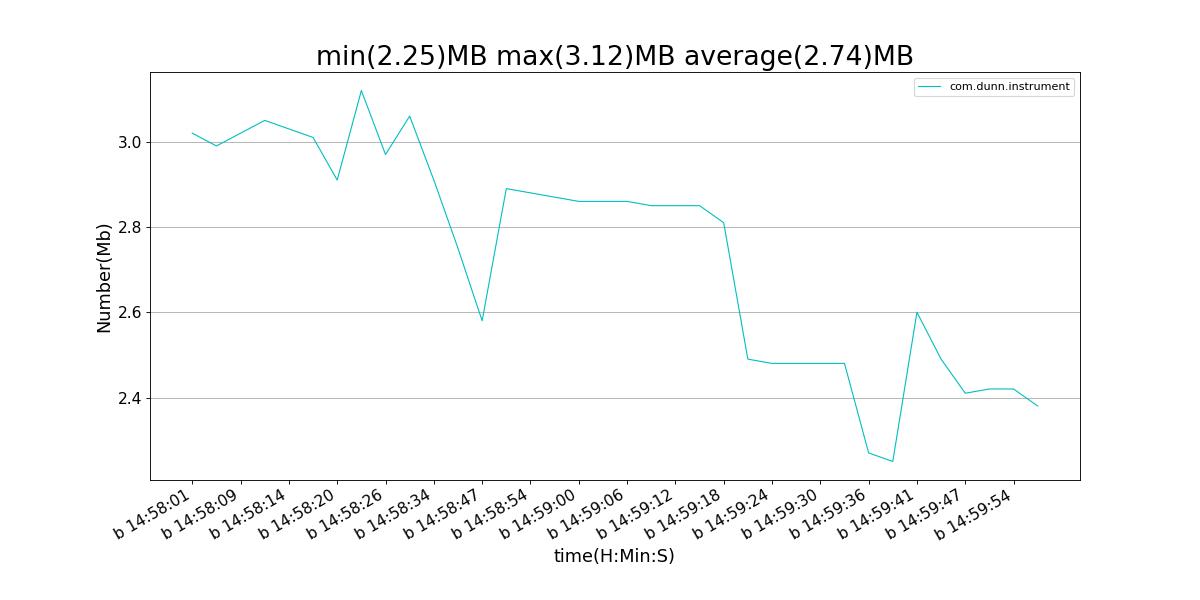 min(2.25)MB max(3.12)MB average(2.74)MB
com.dunn.instrument
3.0
2.8
2.6
2.4
Number(Mb)
b 14:58:01
b 14:58:09
b 14:58:14
b 14:58:20
b 14:58:26
b 14:58:34
b 14:58:47
b 14:58:54
b 14:59:00
b 14:59:06
b 14:59:12
b 14:59:18
b 14:59:24
b 14:59:30
b 14:59:36
b 14:59:41
b 14:59:47
b 14:59:54
time(H:Min:S)